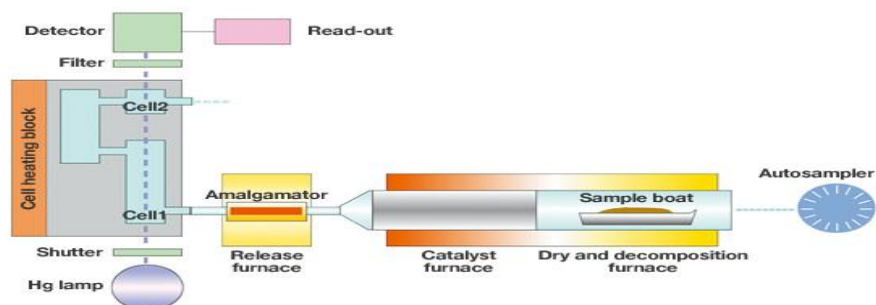 Detector
Read-out
Filter
Cell heating block
Cell2
Cell1
Amalgamator
Sample boat
Autosampler
Shutter
Release
furnace
Catalyst
furnace
Dry and decomposition
furnace
Hg lamp